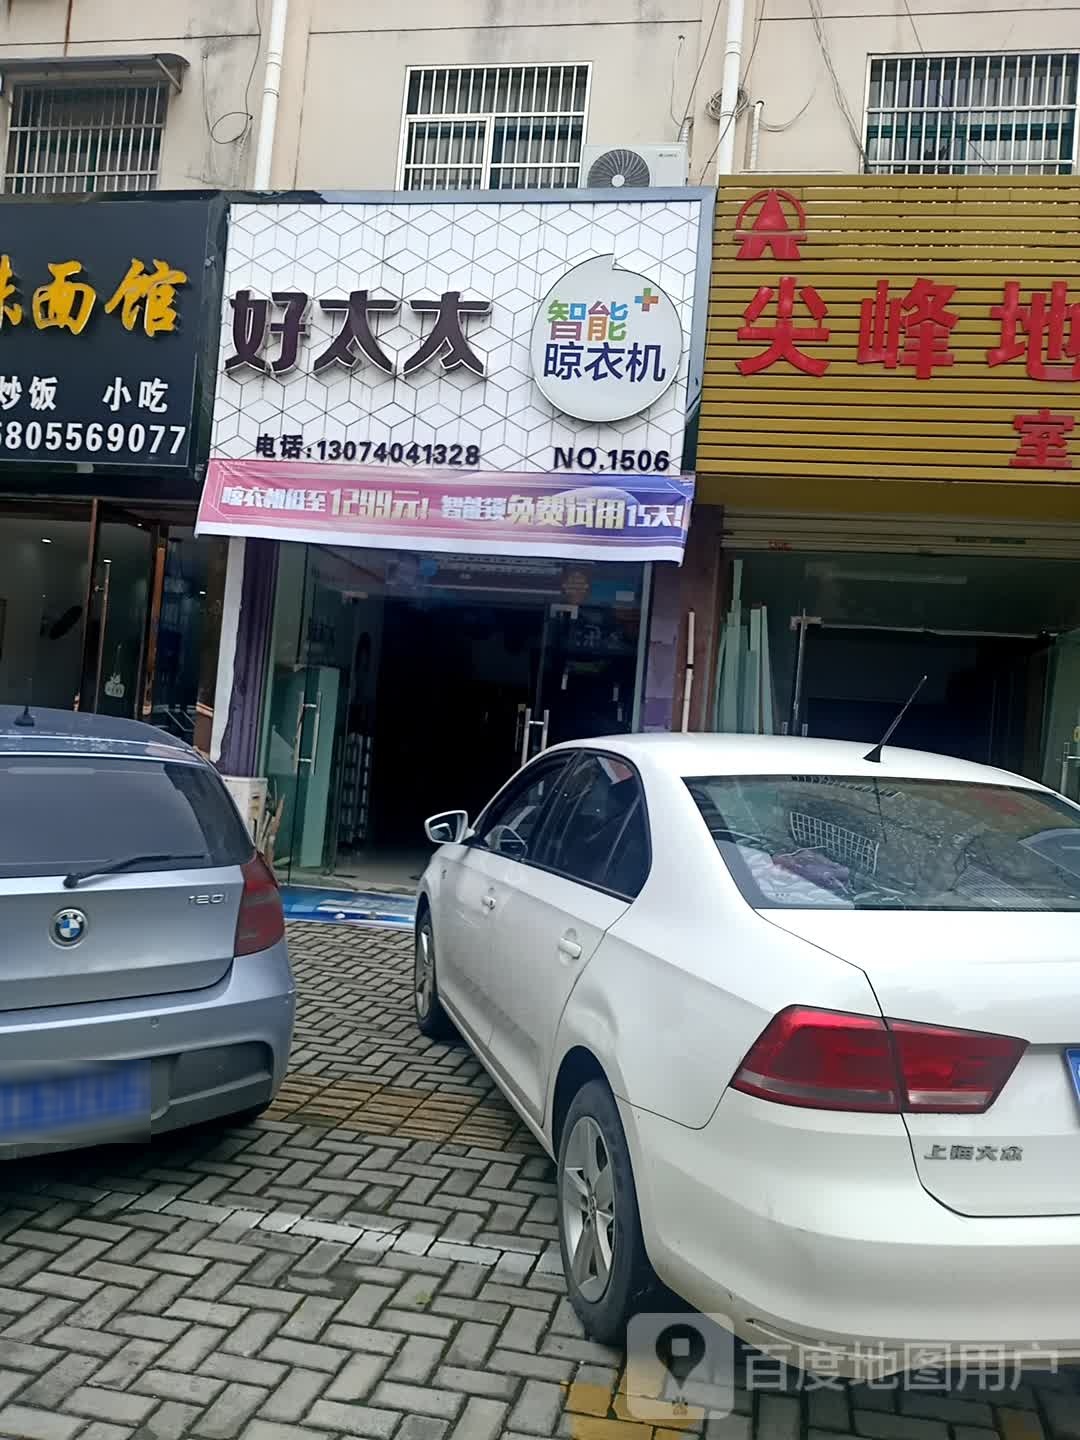 面馆
炒饭 小吃
5805569077
好太太
智能+
晾衣机
电话:13074041328
NO.1506
晾衣机低至1299元! 智能锁免费试用15天!
尖峰地
室
120i
上海大众
百度地图用户